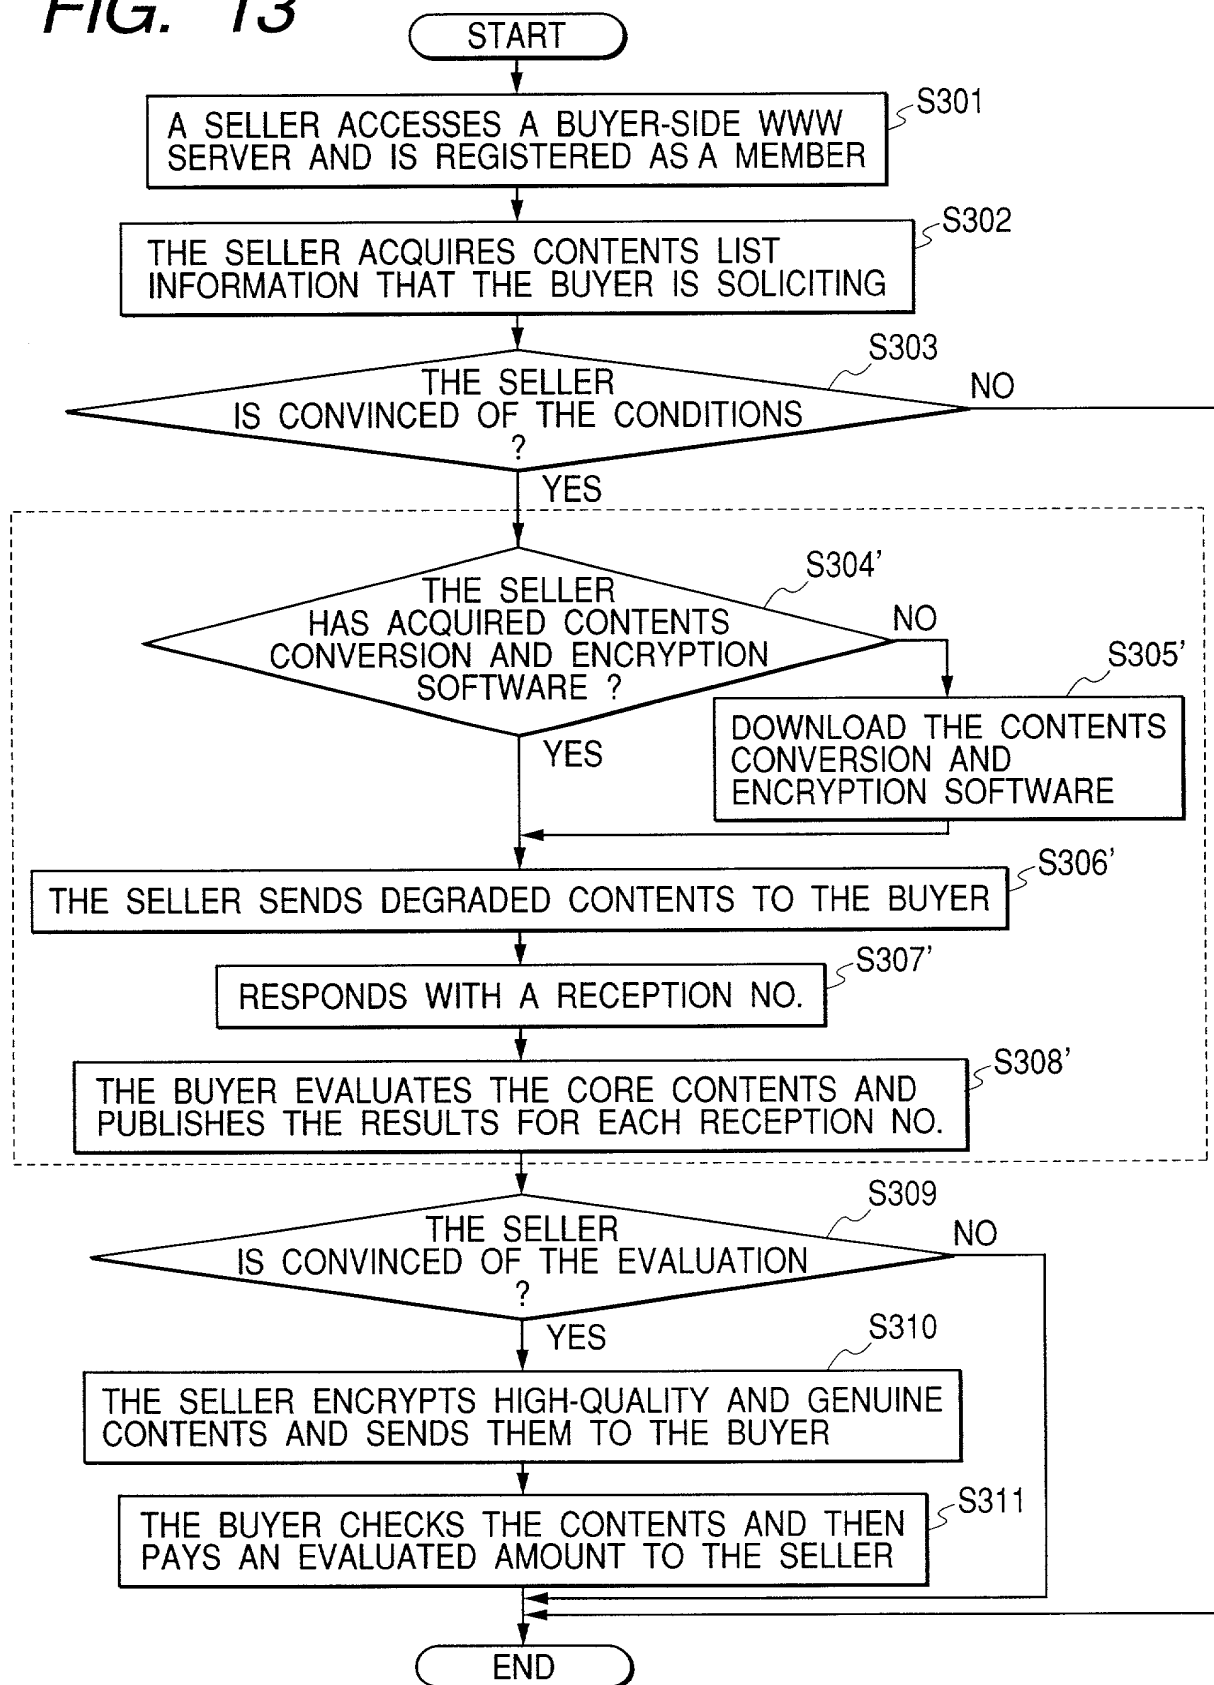 FIG. 13
START
A SELLER ACCESSES A BUYER-SIDE WWW
SERVER AND IS REGISTERED AS A MEMBER
S301
THE SELLER ACQUIRES CONTENTS LIST
INFORMATION THAT THE BUYER IS SOLICITING
S302
S303
THE SELLER
IS CONVINCED OF THE CONDITIONS
?
NO
YES
S304'
THE SELLER
HAS ACQUIRED CONTENTS
CONVERSION AND ENCRYPTION
SOFTWARE ?
NO
YES
S305'
DOWNLOAD THE CONTENTS
CONVERSION AND
ENCRYPTION SOFTWARE
S306'
THE SELLER SENDS DEGRADED CONTENTS TO THE BUYER
S307'
RESPONDS WITH A RECEPTION NO.
S308'
THE BUYER EVALUATES THE CORE CONTENTS AND
PUBLISHES THE RESULTS FOR EACH RECEPTION NO.
S309
THE SELLER
IS CONVINCED OF THE EVALUATION
?
NO
YES
S310
THE SELLER ENCRYPTS HIGH-QUALITY AND GENUINE
CONTENTS AND SENDS THEM TO THE BUYER
S311
THE BUYER CHECKS THE CONTENTS AND THEN
PAYS AN EVALUATED AMOUNT TO THE SELLER
END